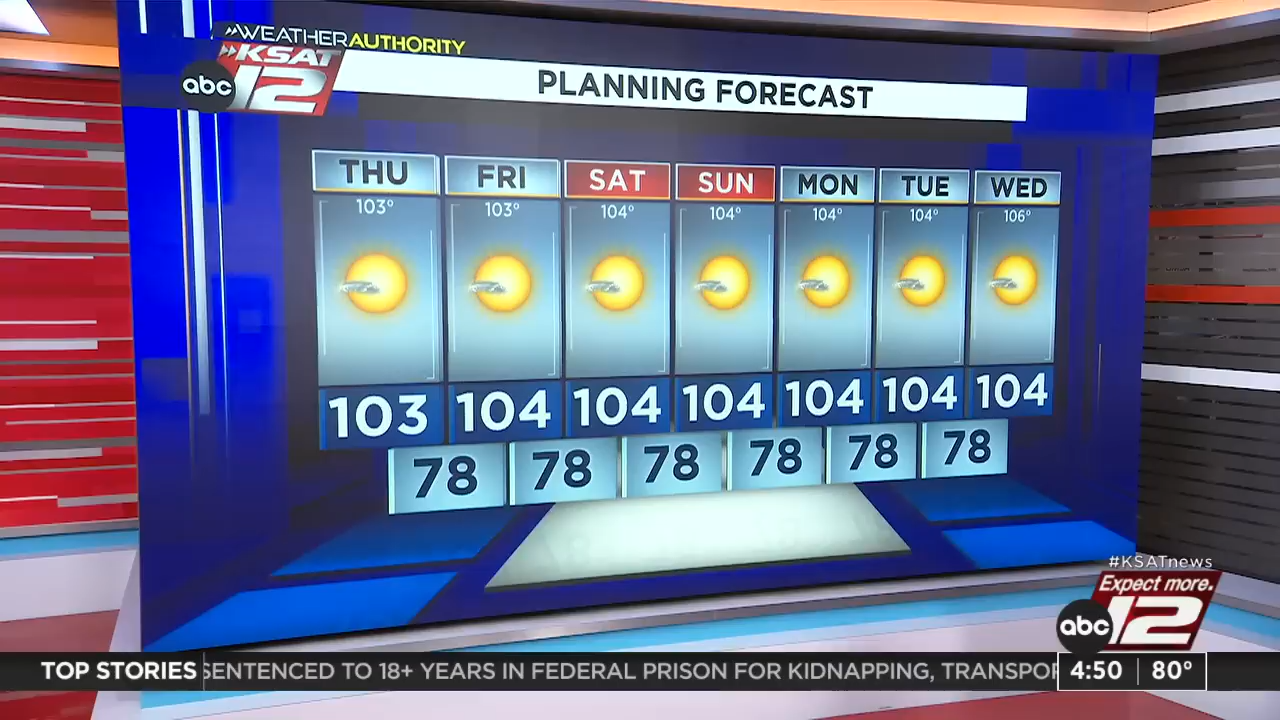 WEATHERAUTHORITY
KSAT
abc 12
PLANNING FORECAST
THU FRI SAT SUN MON TUE WED
103° 103° 104° 104° 104° 104° 106°
103 104 104 104 104 104 104
78 78 78 78 78 78
#KSATnews
Expect more.
abc 12
TOP STORIES SENTENCED TO 18+ YEARS IN FEDERAL PRISON FOR KIDNAPPING, TRANSPOR 4:50 80°